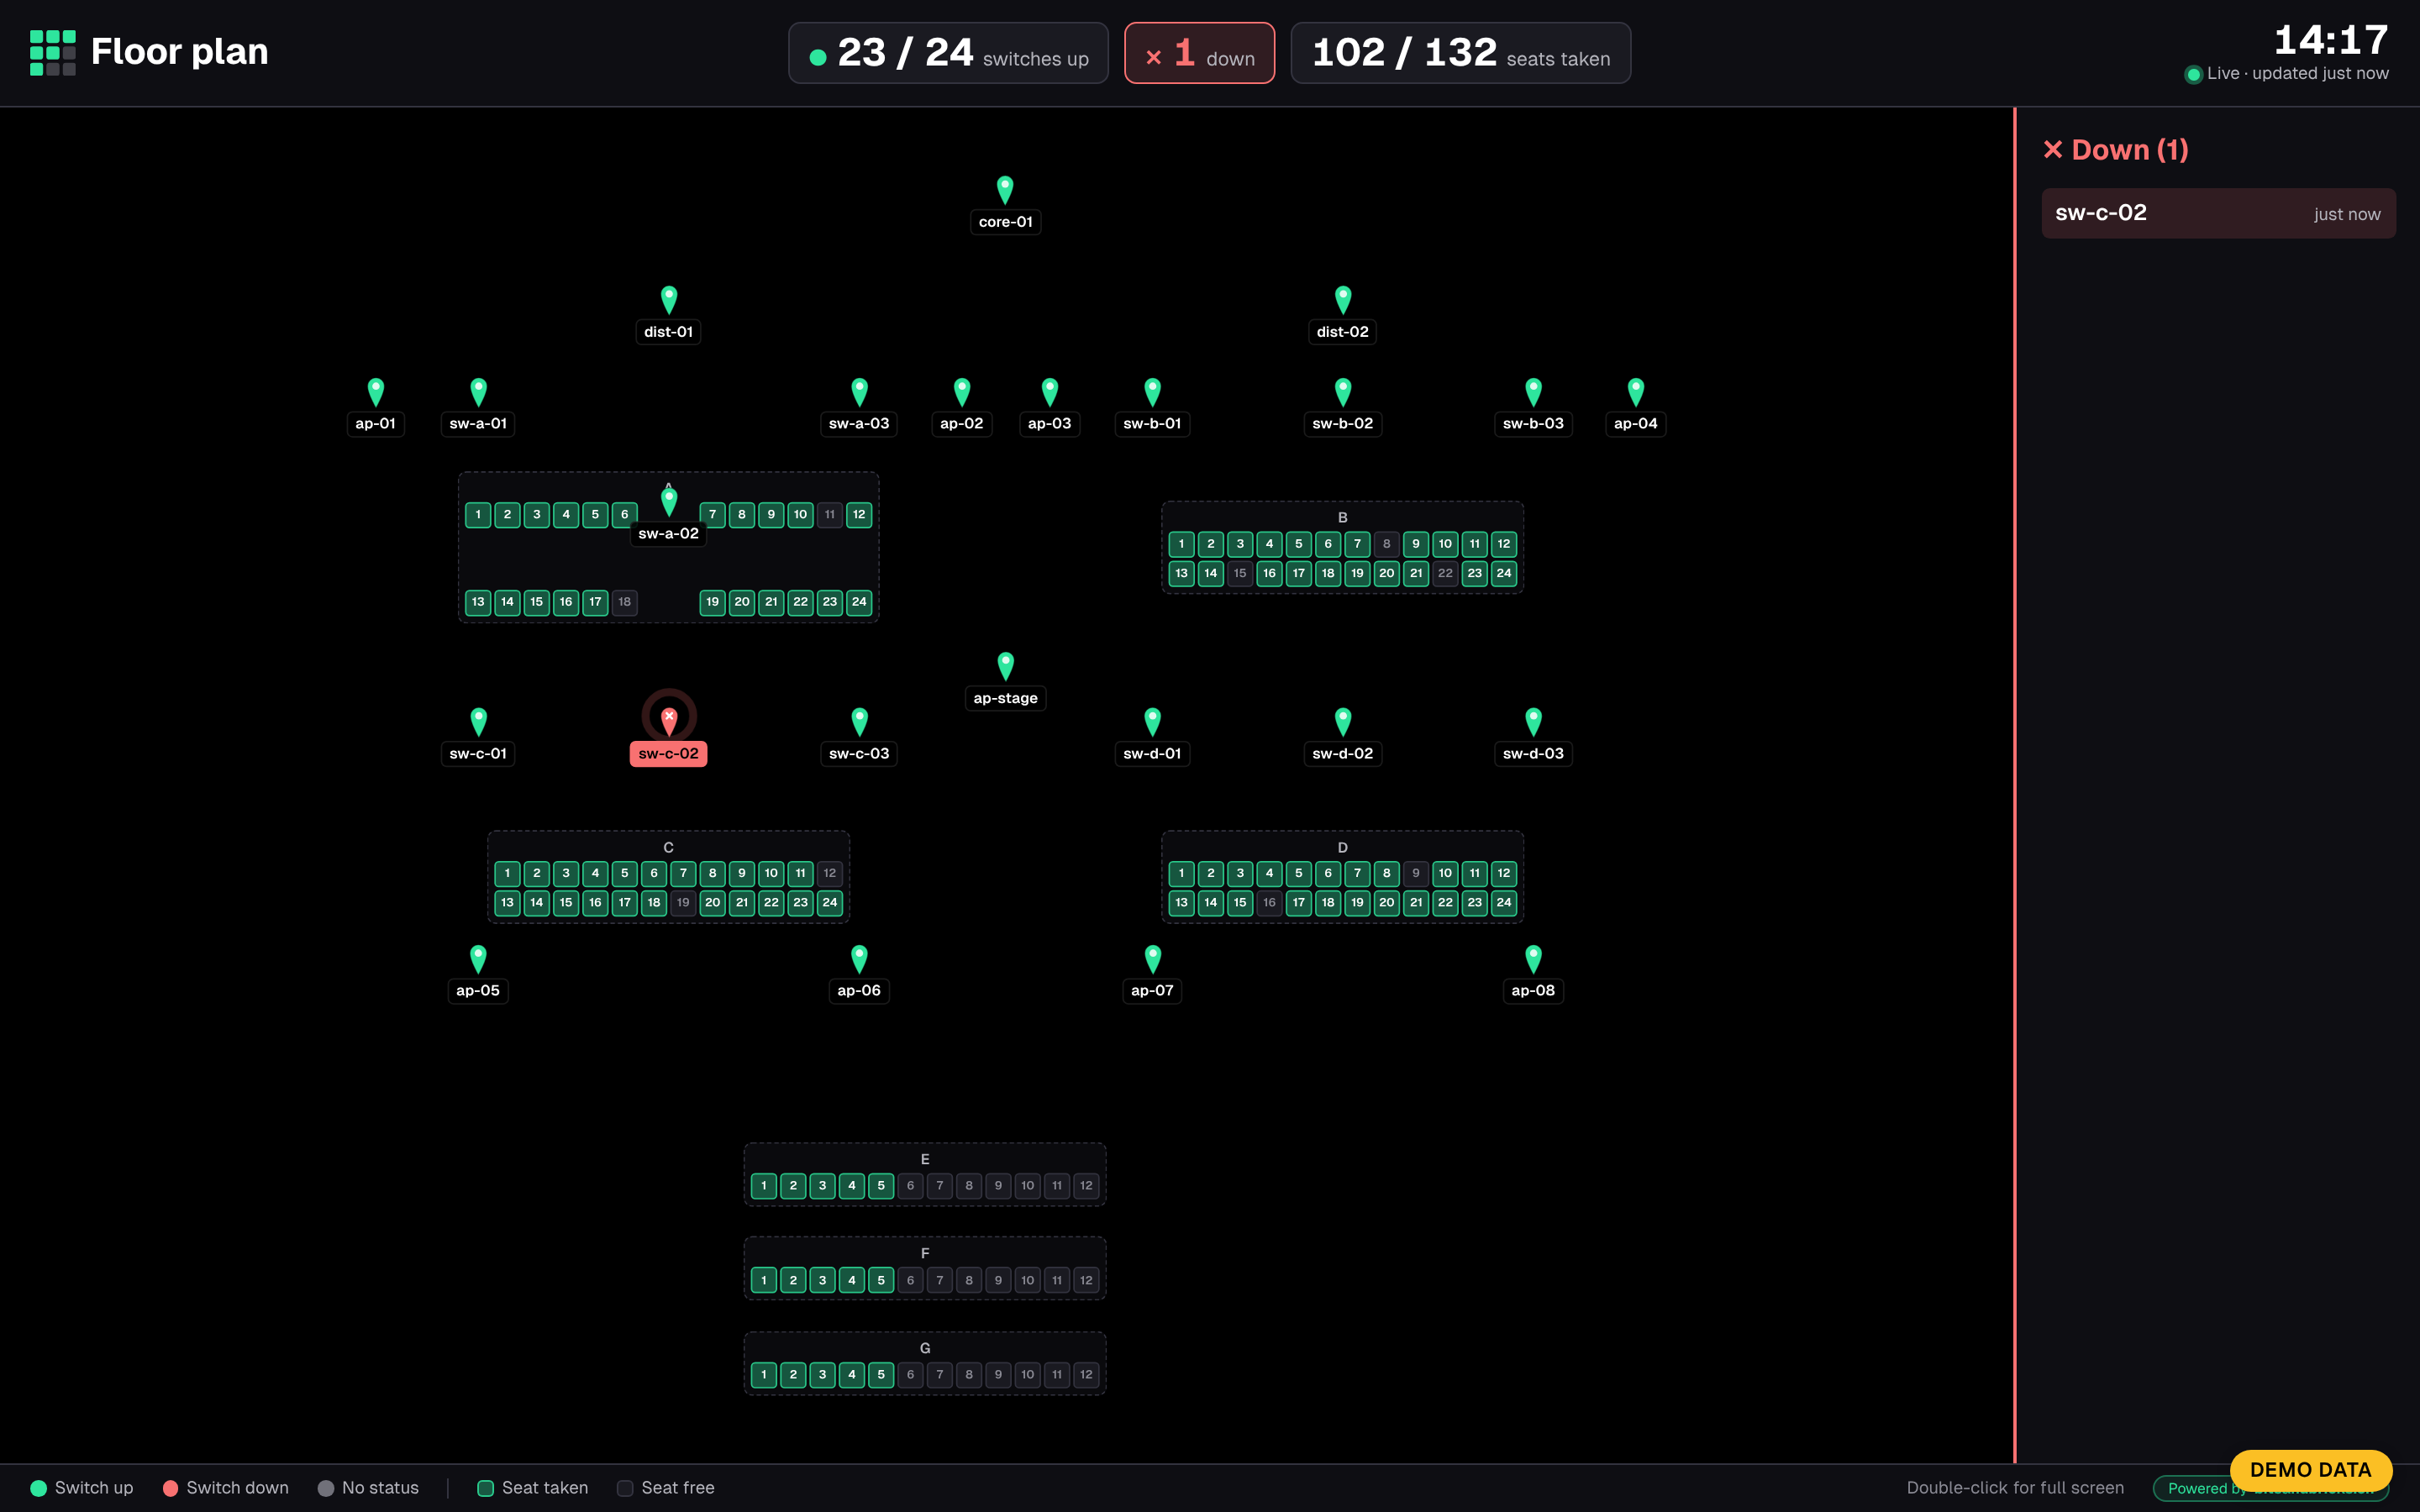 Floor plan
23 / 24 switches up
× 1 down
102 / 132 seats taken
14:17
Live · updated just now
× Down (1)
sw-c-02 just now
core-01
dist-01 dist-02
ap-01 sw-a-01 sw-a-03 ap-02 ap-03 sw-b-01 sw-b-02 sw-b-03 ap-04
1 2 3 4 5 6 7 8 9 10 11 12
sw-a-02
13 14 15 16 17 18 19 20 21 22 23 24
B
1 2 3 4 5 6 7 8 9 10 11 12
13 14 15 16 17 18 19 20 21 22 23 24
ap-stage
sw-c-01 sw-c-02 sw-c-03 sw-d-01 sw-d-02 sw-d-03
C
1 2 3 4 5 6 7 8 9 10 11 12
13 14 15 16 17 18 19 20 21 22 23 24
D
1 2 3 4 5 6 7 8 9 10 11 12
13 14 15 16 17 18 19 20 21 22 23 24
ap-05 ap-06 ap-07 ap-08
E
1 2 3 4 5 6 7 8 9 10 11 12
F
1 2 3 4 5 6 7 8 9 10 11 12
G
1 2 3 4 5 6 7 8 9 10 11 12
Switch up Switch down No status Seat taken Seat free
Double-click for full screen
Powered by
DEMO DATA